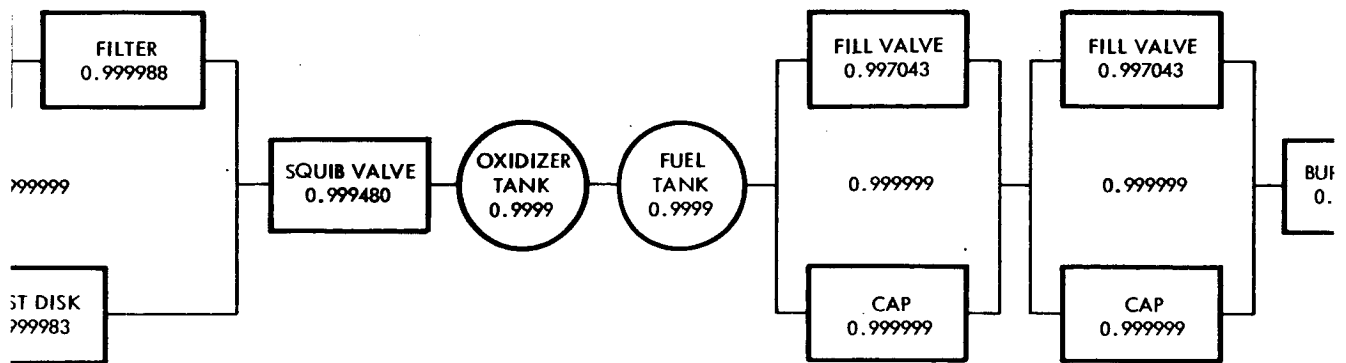 FILTER
0.999988
999999
ST DISK
999983
SQUIB VALVE
0.999480
OXIDIZER
TANK
0.9999
FUEL
TANK
0.9999
FILL VALVE
0.997043
0.999999
CAP
0.999999
FILL VALVE
0.997043
0.999999
CAP
0.999999
BUR
0.